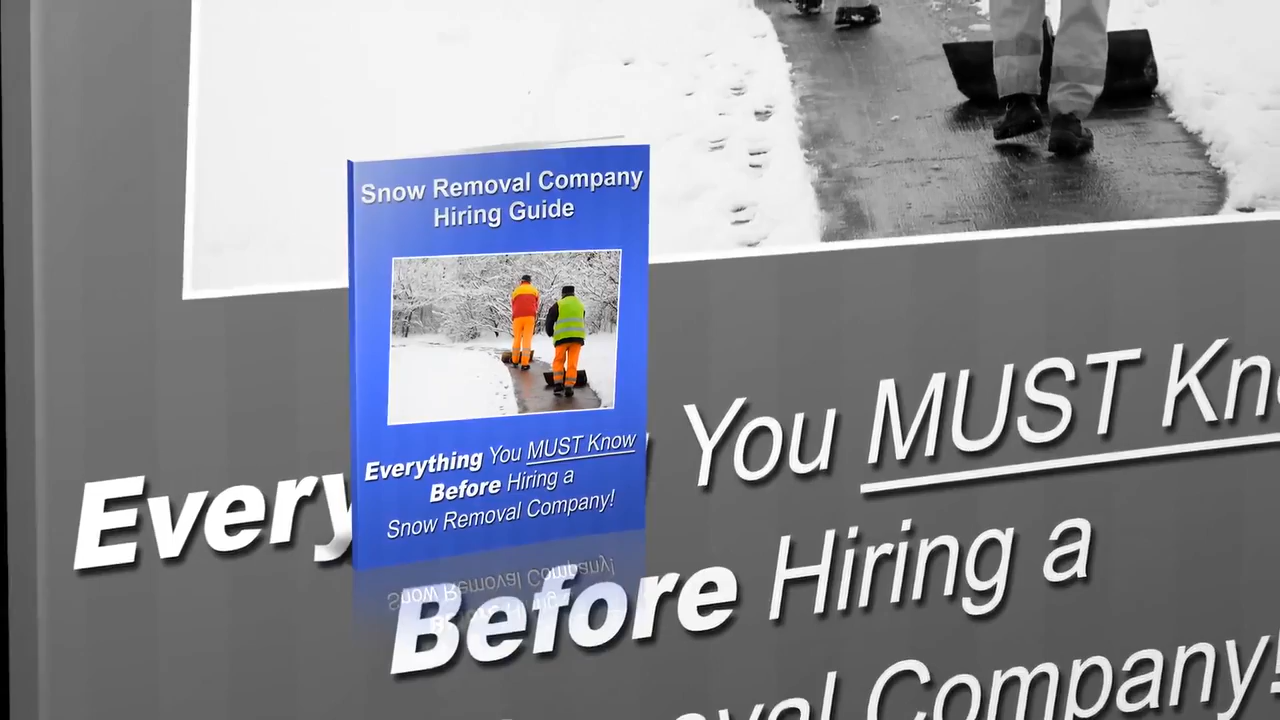 Snow Removal Company
Hiring Guide
Everything You MUST Know
Before Hiring a
Snow Removal Company!
Every
You MUST Kn
Before Hiring a
Company!